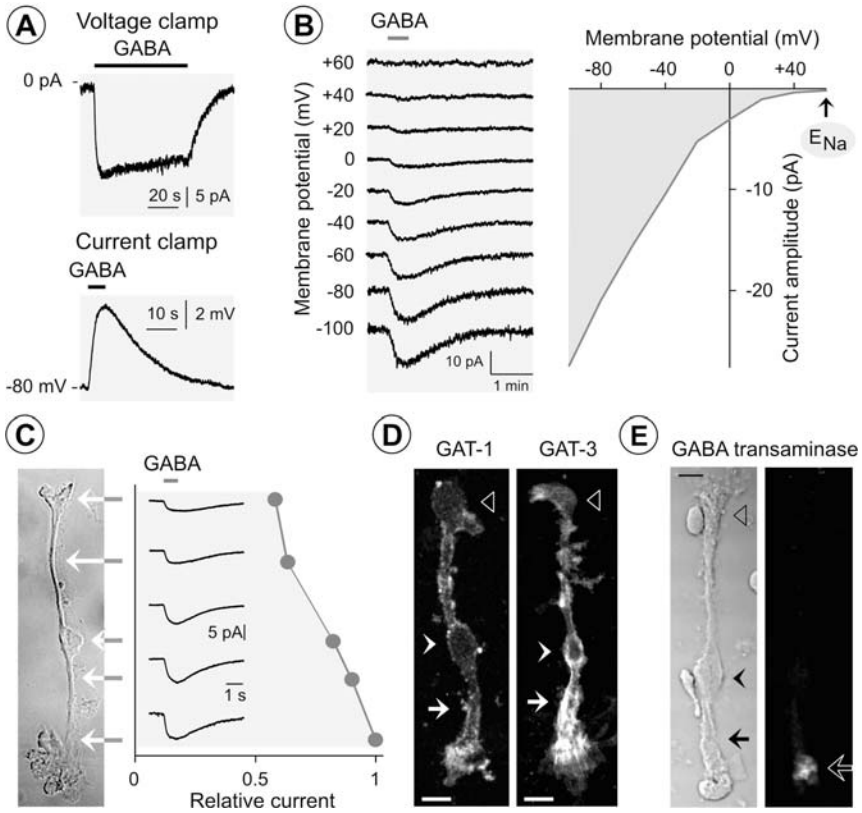 A
Voltage clamp
GABA
0 pA
20 s
5 pA
Current clamp
GABA
10 s
2 mV
-80 mV
B
GABA
Membrane potential (mV)
+60
+40
+20
0
-20
-40
-60
-80
-100
10 pA
1 min
Membrane potential (mV)
-80
-40
0
+40
ENa
-10
-20
Current amplitude (pA)
C
GABA
5 pA
1 s
0
0.5
1
Relative current
D
GAT-1
GAT-3
E
GABA transaminase